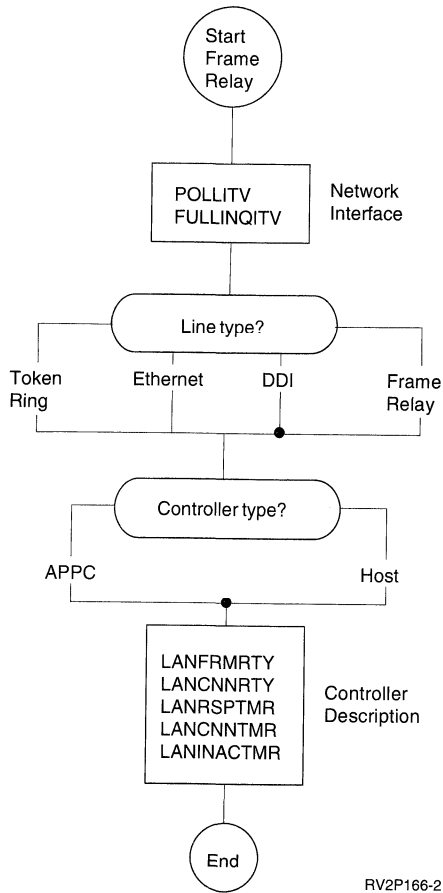 Start
Frame
Relay
POLLITV
FULLINQITV
Network
Interface
Line type?
Token
Ring
Ethernet
DDI
Frame
Relay
Controller type?
APPC
Host
LANFRMRTY
LANCNNRTY
LANRSPTMR
LANCNNTMR
LANINACTMR
Controller
Description
End
RV2P166-2